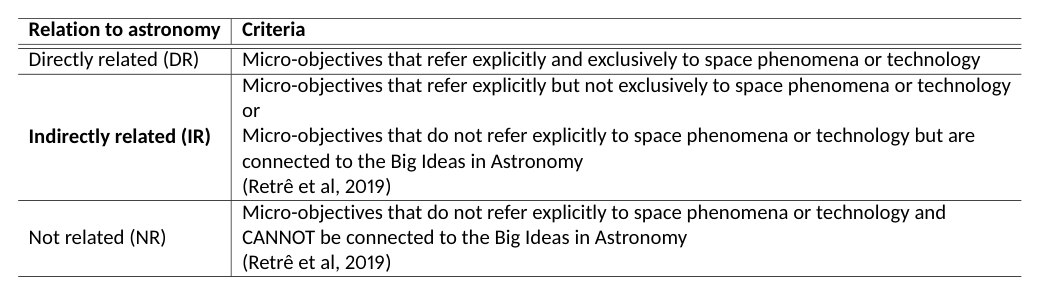 Relation to astronomy Criteria
Directly related (DR) Micro-objectives that refer explicitly and exclusively to space phenomena or technology
Micro-objectives that refer explicitly but not exclusively to space phenomena or technology
or
Indirectly related (IR) Micro-objectives that do not refer explicitly to space phenomena or technology but are
connected to the Big Ideas in Astronomy
(Retrê et al, 2019)
Micro-objectives that do not refer explicitly to space phenomena or technology and
Not related (NR) CANNOT be connected to the Big Ideas in Astronomy
(Retrê et al, 2019)